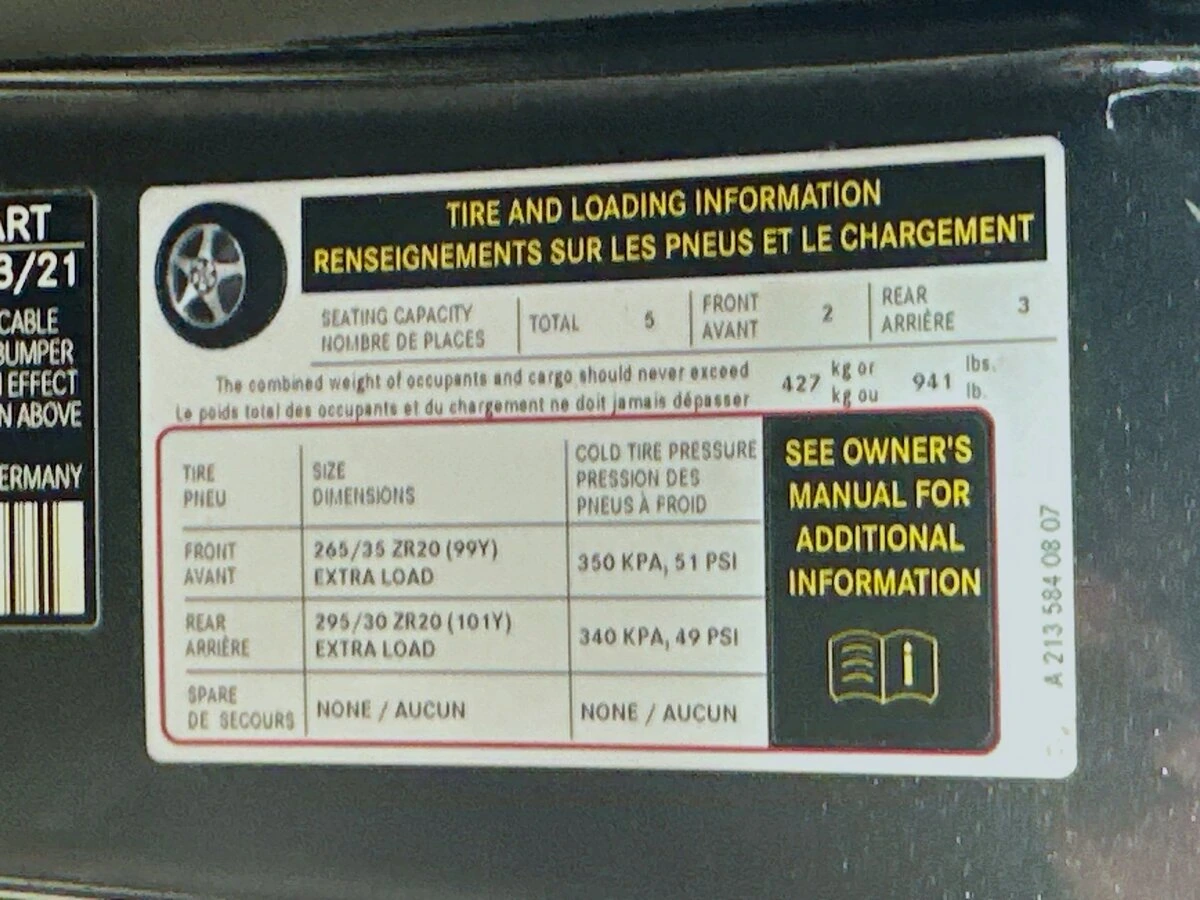 ART
3/21
CABLE
BUMPER
EFFECT
N ABOVE
ERMANY
TIRE AND LOADING INFORMATION
RENSEIGNEMENTS SUR LES PNEUS ET LE CHARGEMENT
SEATING CAPACITY
NOMBRE DE PLACES
TOTAL 5
FRONT
AVANT
2
REAR
ARRIÈRE
3
The combined weight of occupants and cargo should never exceed
Le poids total des occupants et du chargement ne doit jamais dépasser
427
kg or
kg ou
941
lbs.
lb.
TIRE
PNEU
SIZE
DIMENSIONS
COLD TIRE PRESSURE
PRESSION DES
PNEUS À FROID
FRONT
AVANT
265/35 ZR20 (99Y)
EXTRA LOAD
350 KPA, 51 PSI
REAR
ARRIÈRE
295/30 ZR20 (101Y)
EXTRA LOAD
340 KPA, 49 PSI
SPARE
DE SECOURS
NONE / AUCUN
NONE / AUCUN
SEE OWNER'S
MANUAL FOR
ADDITIONAL
INFORMATION
i
A 213 584 08 07